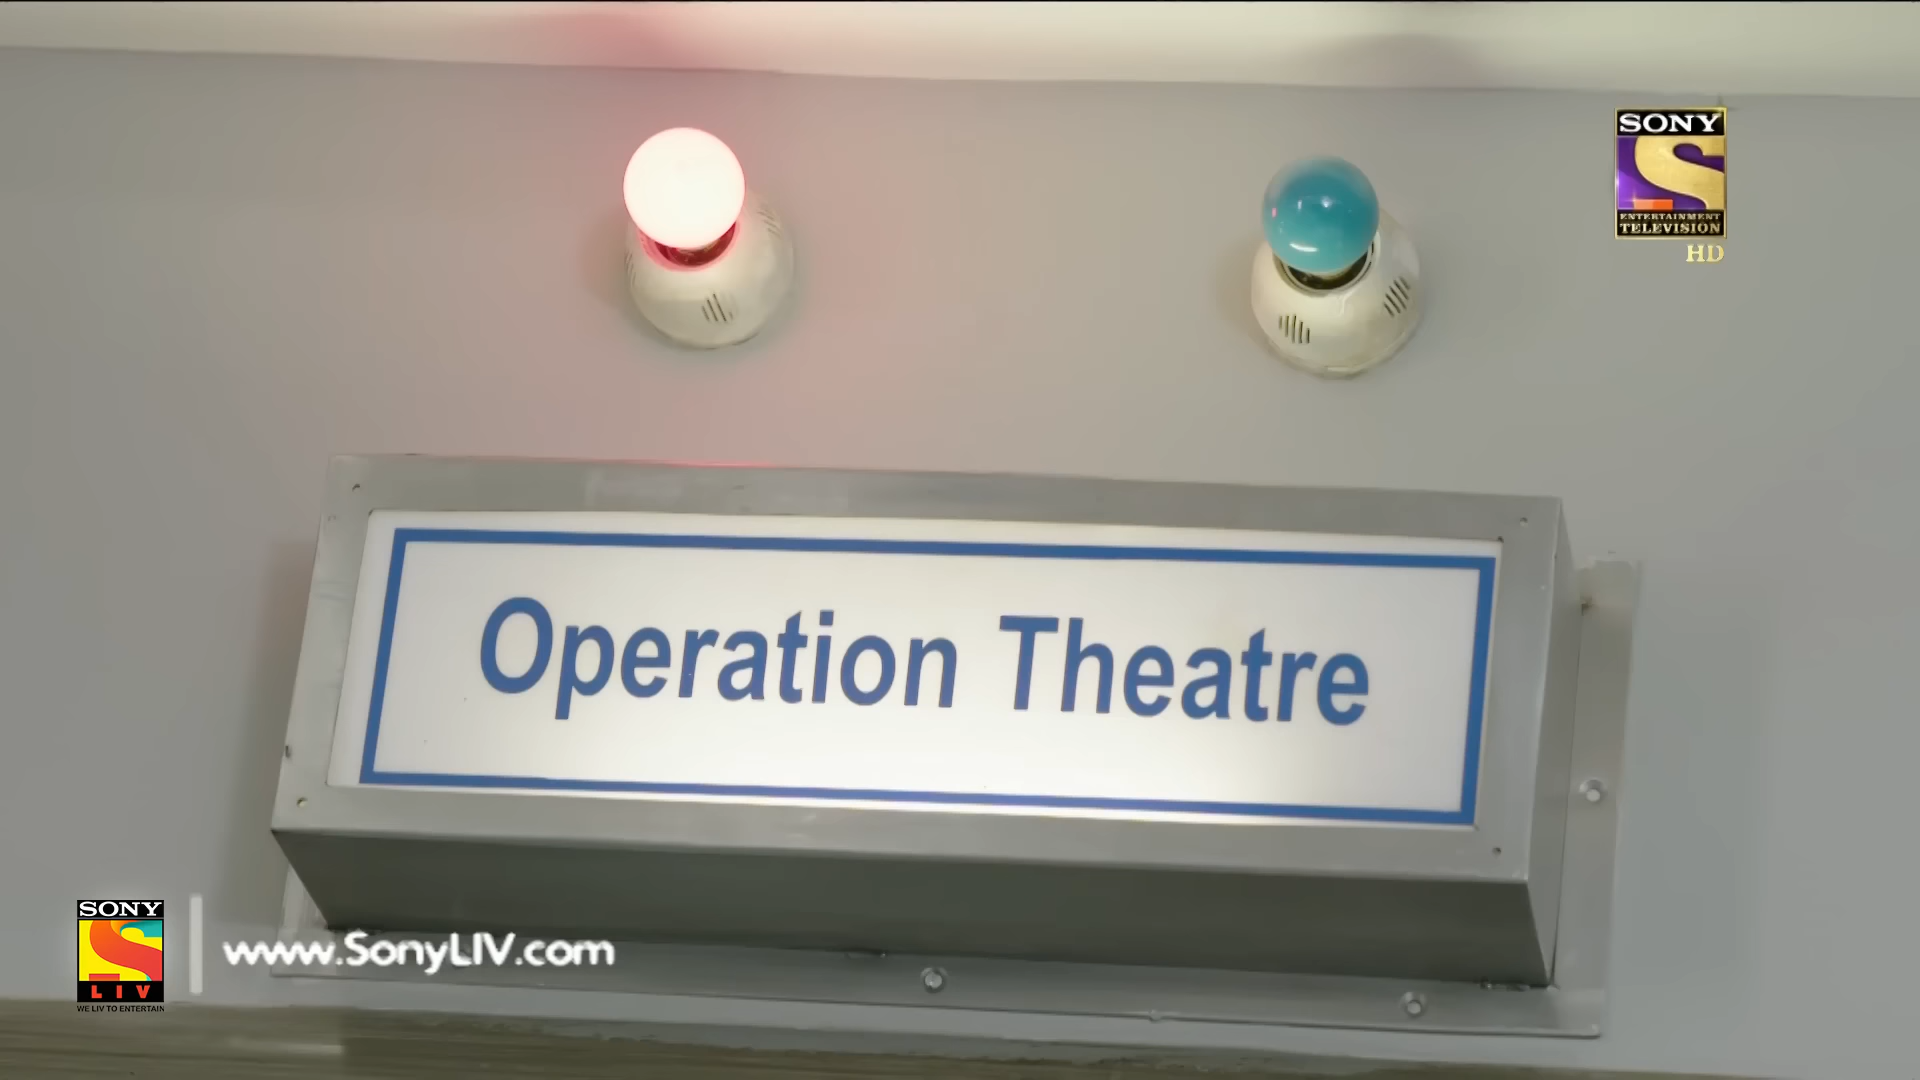 SONY
ENTERTAINMENT
TELEVISION
HD
Operation Theatre
SONY
LIV
WE LIV TO ENTERTAIN
www.SonyLIV.com